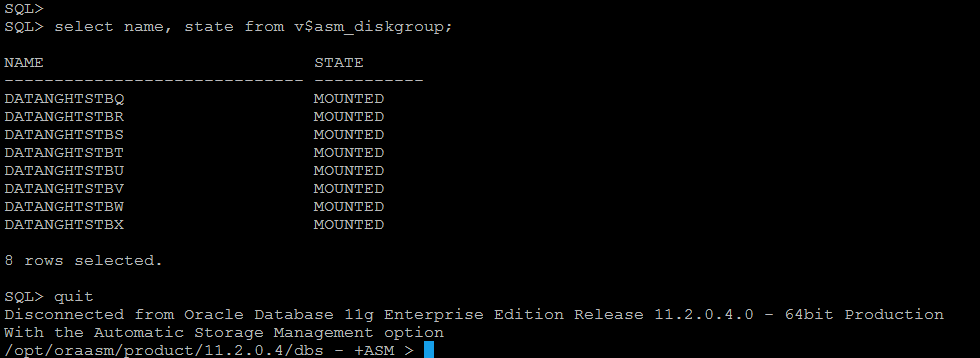 SQL>
SQL> select name, state from v$asm_diskgroup;
NAME                           STATE
------------------------------ -----------
DATANGHTSTBQ                   MOUNTED
DATANGHTSTBR                   MOUNTED
DATANGHTSTBS                   MOUNTED
DATANGHTSTBT                   MOUNTED
DATANGHTSTBU                   MOUNTED
DATANGHTSTBV                   MOUNTED
DATANGHTSTBW                   MOUNTED
DATANGHTSTBX                   MOUNTED
8 rows selected.
SQL> quit
Disconnected from Oracle Database 11g Enterprise Edition Release 11.2.0.4.0 - 64bit Production
With the Automatic Storage Management option
/opt/oraasm/product/11.2.0.4/dbs - +ASM >